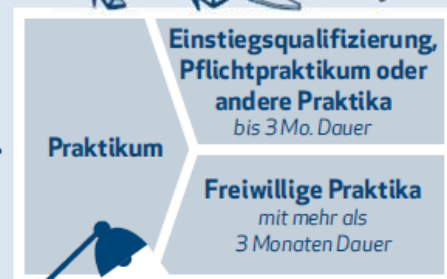 Praktikum
Einstiegsqualifizierung,
Pflichtpraktikum oder
andere Praktika
bis 3 Mo. Dauer
Freiwillige Praktika
mit mehr als
3 Monaten Dauer